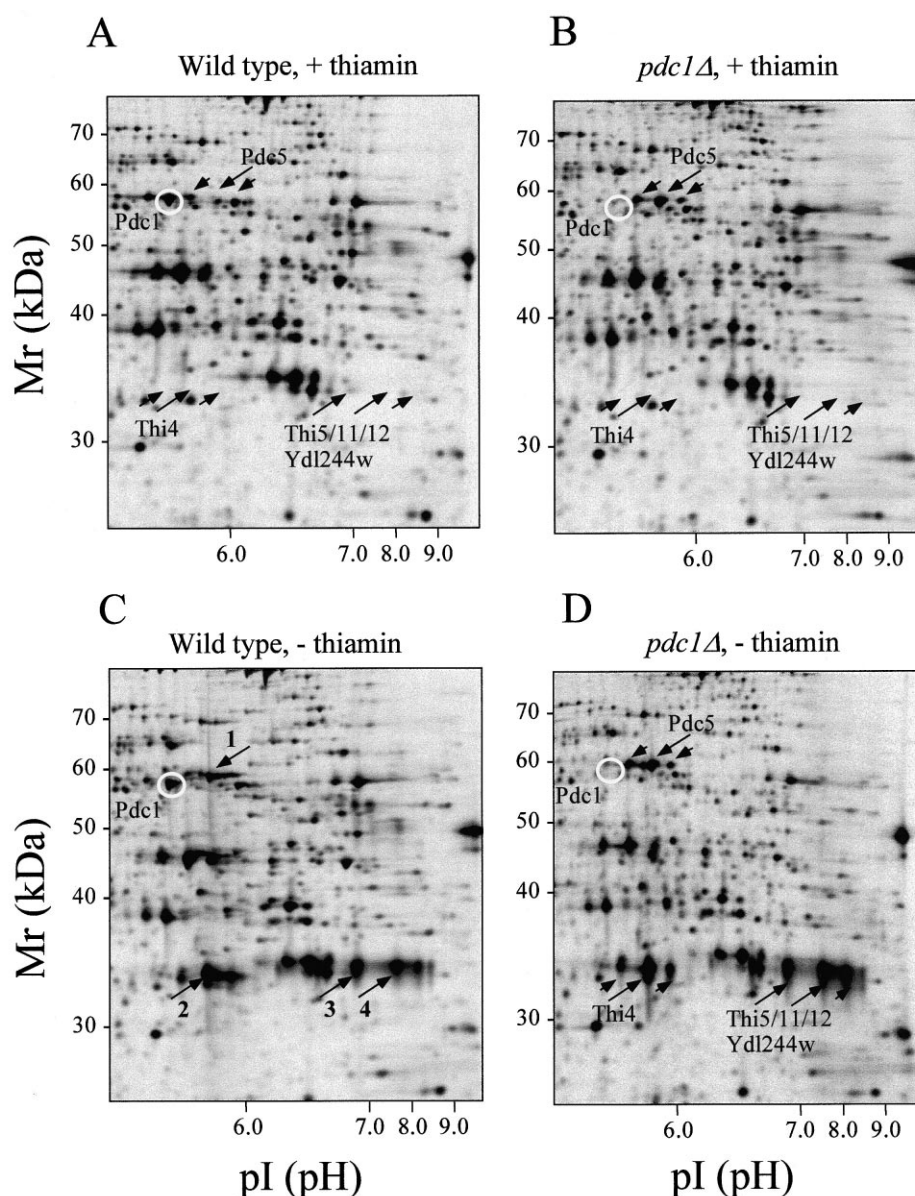 A
Wild type, + thiamin
70
60
50
40
30
Pdc5
Pdc1
Thi4
Thi5/11/12
Ydl244w
6.0 7.0 8.0 9.0
Mr (kDa)
B
pdc1Δ, + thiamin
70
60
50
40
30
Pdc5
Pdc1
Thi4
Thi5/11/12
Ydl244w
6.0 7.0 8.0 9.0
C
Wild type, - thiamin
70
60
50
40
30
1
Pdc1
2
3
4
6.0 7.0 8.0 9.0
Mr (kDa)
pI (pH)
D
pdc1Δ, - thiamin
70
60
50
40
30
Pdc5
Pdc1
Thi4
Thi5/11/12
Ydl244w
6.0 7.0 8.0 9.0
pI (pH)